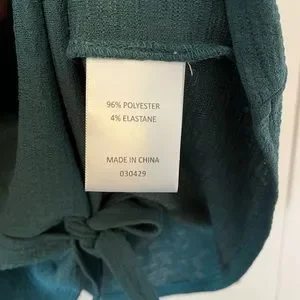 96% POLYESTER
4% ELASTANE
MADE IN CHINA
030429